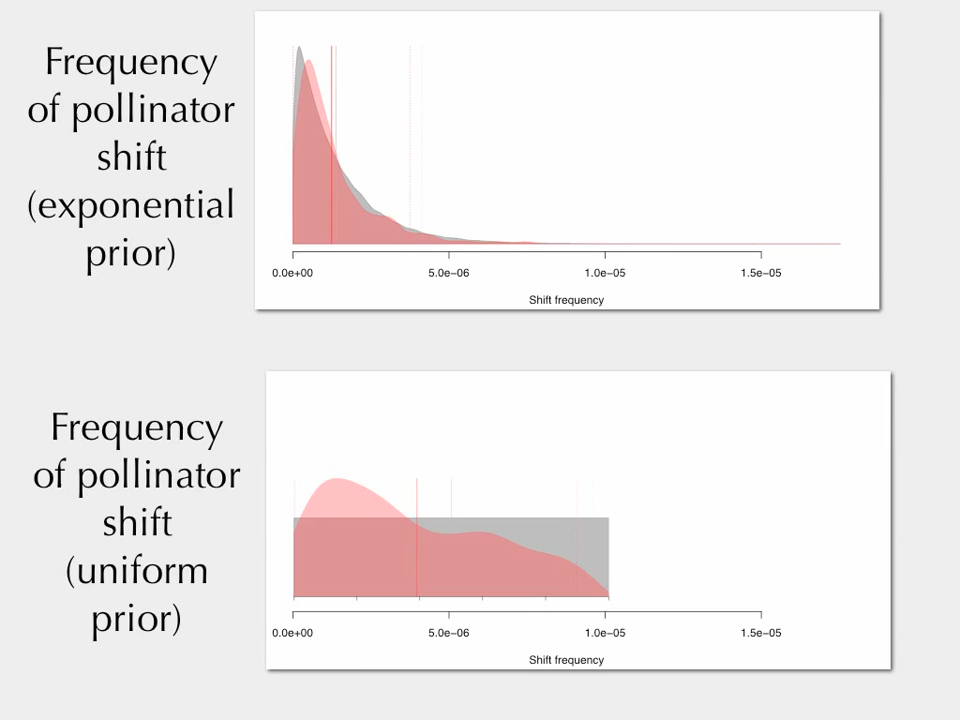 Frequency
of pollinator
shift
(exponential
prior)
0.0e+00 5.0e−06 1.0e−05 1.5e−05
Shift frequency
Frequency
of pollinator
shift
(uniform
prior)
0.0e+00 5.0e−06 1.0e−05 1.5e−05
Shift frequency